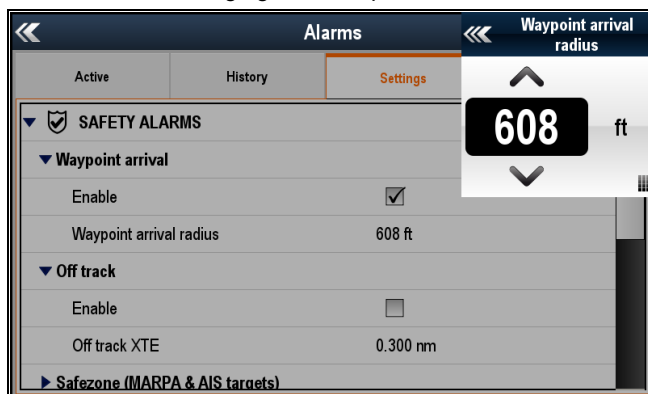 Alarms
Waypoint arrival
radius
Active History Settings
608 ft
SAFETY ALARMS
Waypoint arrival
Enable
Waypoint arrival radius 608 ft
Off track
Enable
Off track XTE 0.300 nm
Safezone (MARPA & AIS targets)